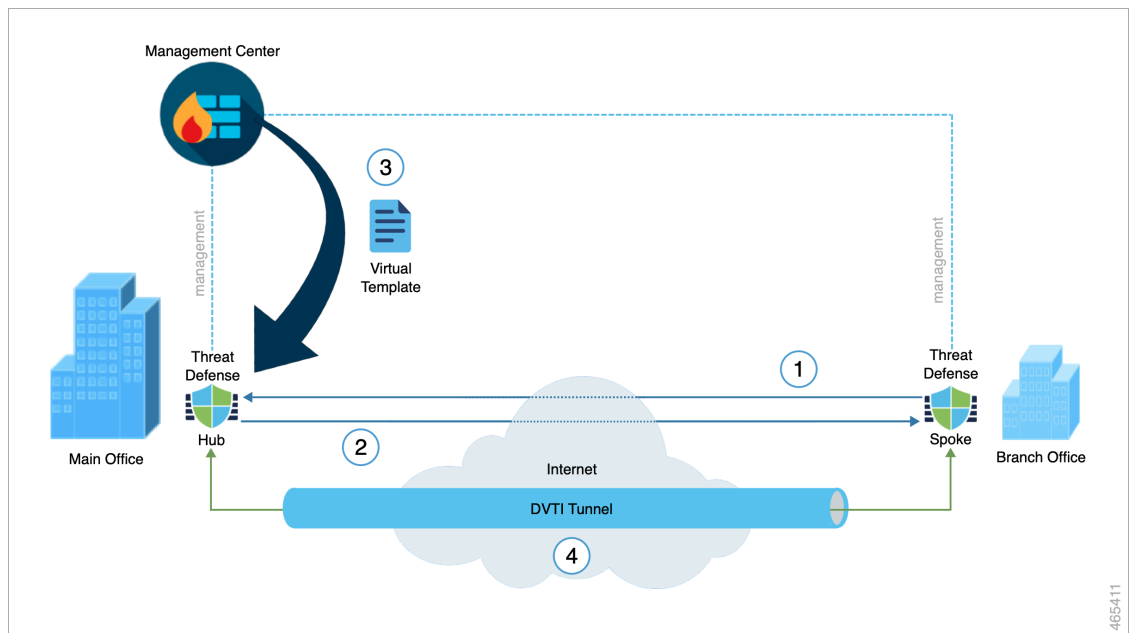 Management Center
3
Virtual
Template
management
management
Threat
Defense
Hub
Main Office
1
2
Threat
Defense
Spoke
Branch Office
Internet
DVTI Tunnel
4
465411